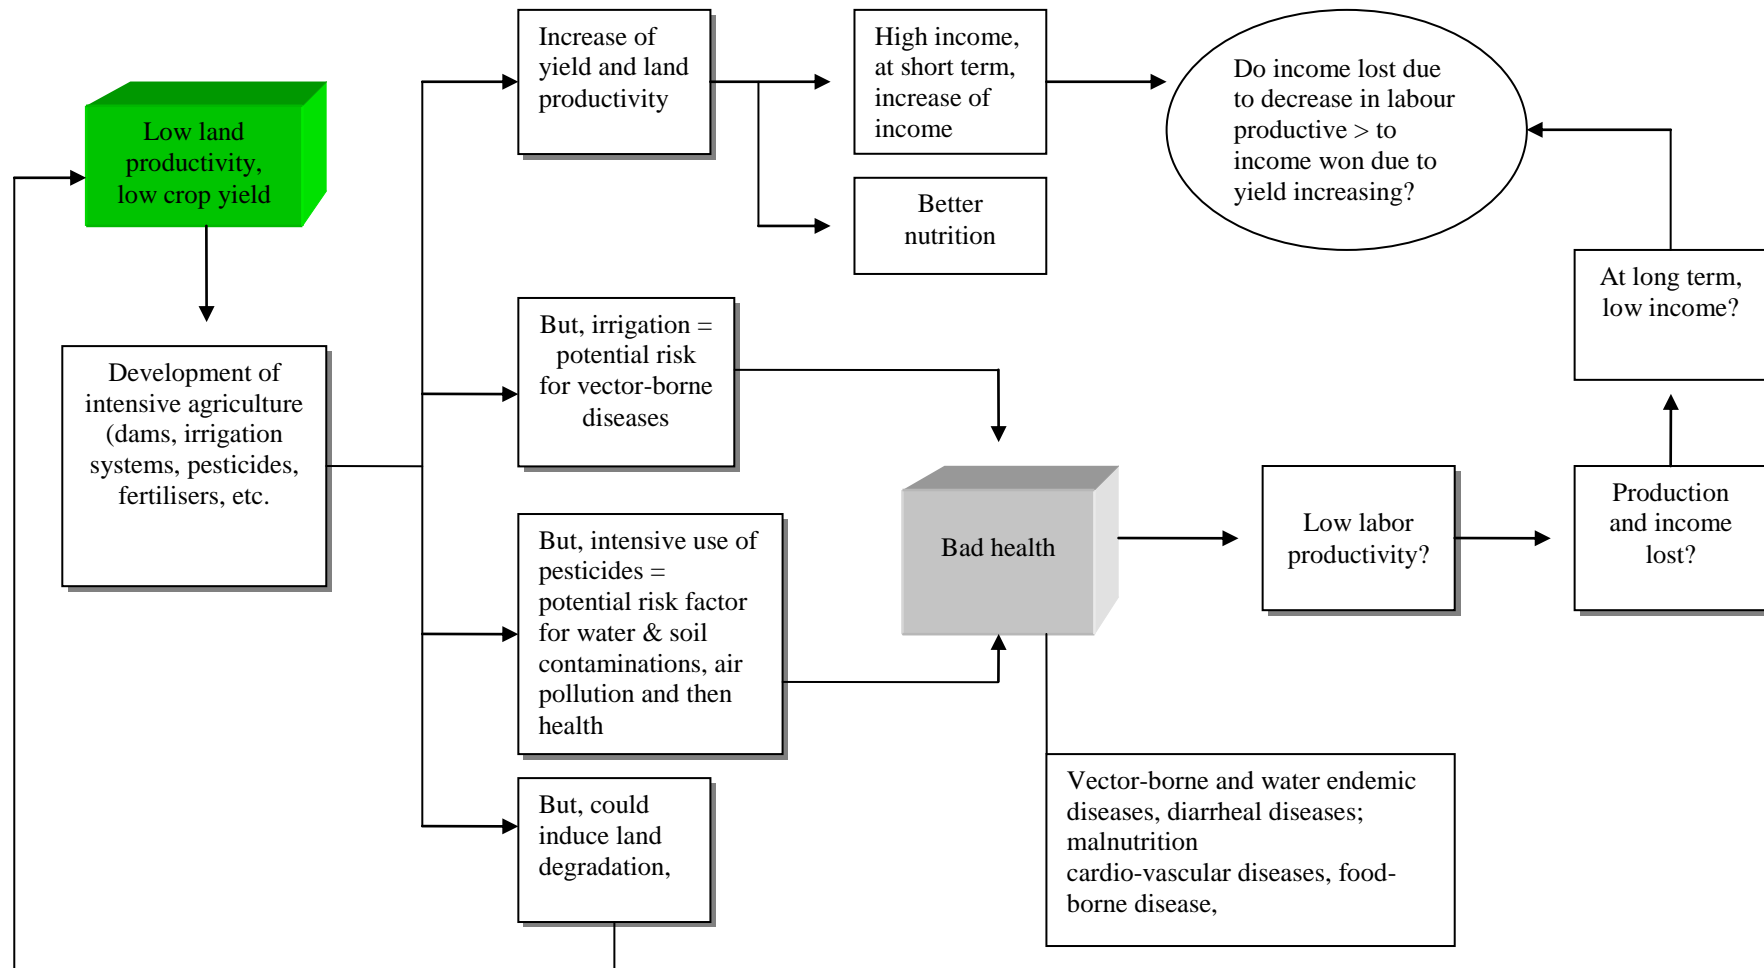 Low land
productivity,
low crop yield
Development of
intensive agriculture
(dams, irrigation
systems, pesticides,
fertilisers, etc.
Increase of
yield and land
productivity
High income,
at short term,
increase of
income
Better
nutrition
Do income lost due
to decrease in labour
productive > to
income won due to
yield increasing?
At long term,
low income?
But, irrigation =
potential risk
for vector-borne
diseases
But, intensive use of
pesticides =
potential risk factor
for water & soil
contaminations, air
pollution and then
health
But, could
induce land
degradation,
Bad health
Low labor
productivity?
Production
and income
lost?
Vector-borne and water endemic
diseases, diarrheal diseases;
malnutrition
cardio-vascular diseases, food-
borne disease,